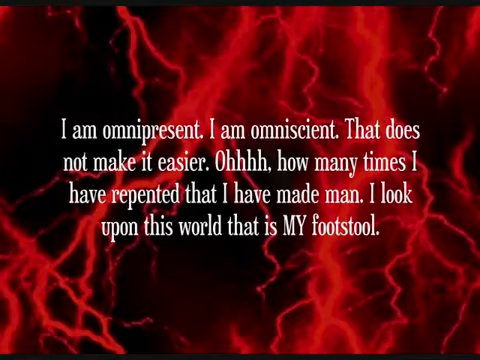 I am omnipresent. I am omniscient. That does
not make it easier. Ohhhh, how many times I
have repented that I have made man. I look
upon this world that is MY footstool.